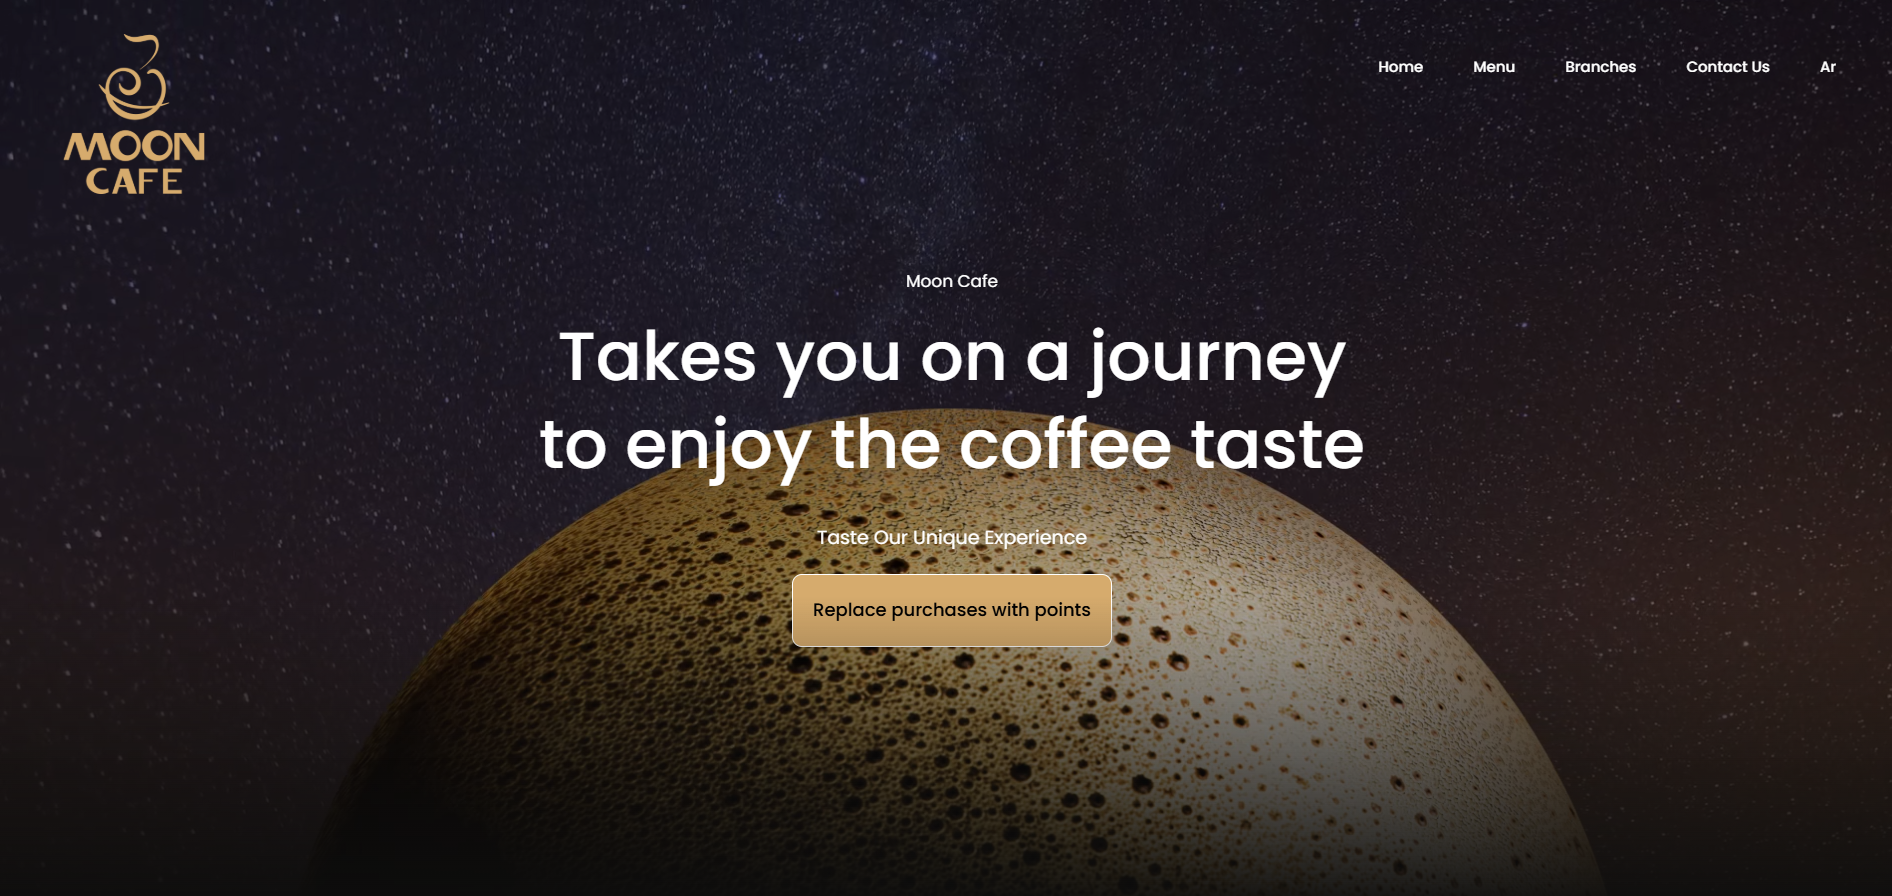 MOON
CAFE
Home Menu Branches Contact Us Ar
Moon Cafe
Takes you on a journey
to enjoy the coffee taste
Taste Our Unique Experience
Replace purchases with points